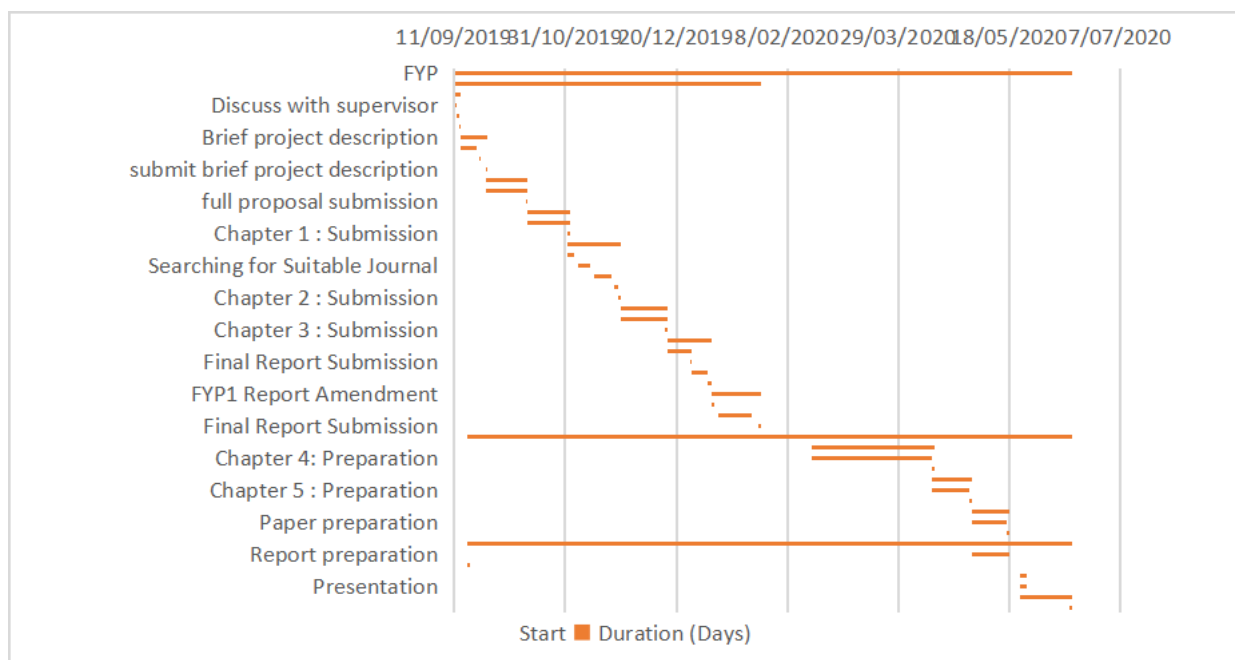 11/09/2019 31/10/2019 20/12/2019 8/02/2020 29/03/2020 18/05/2020 7/07/2020
FYP
Discuss with supervisor
Brief project description
submit brief project description
full proposal submission
Chapter 1 : Submission
Searching for Suitable Journal
Chapter 2 : Submission
Chapter 3 : Submission
Final Report Submission
FYP1 Report Amendment
Final Report Submission
Chapter 4: Preparation
Chapter 5 : Preparation
Paper preparation
Report preparation
Presentation
Start Duration (Days)